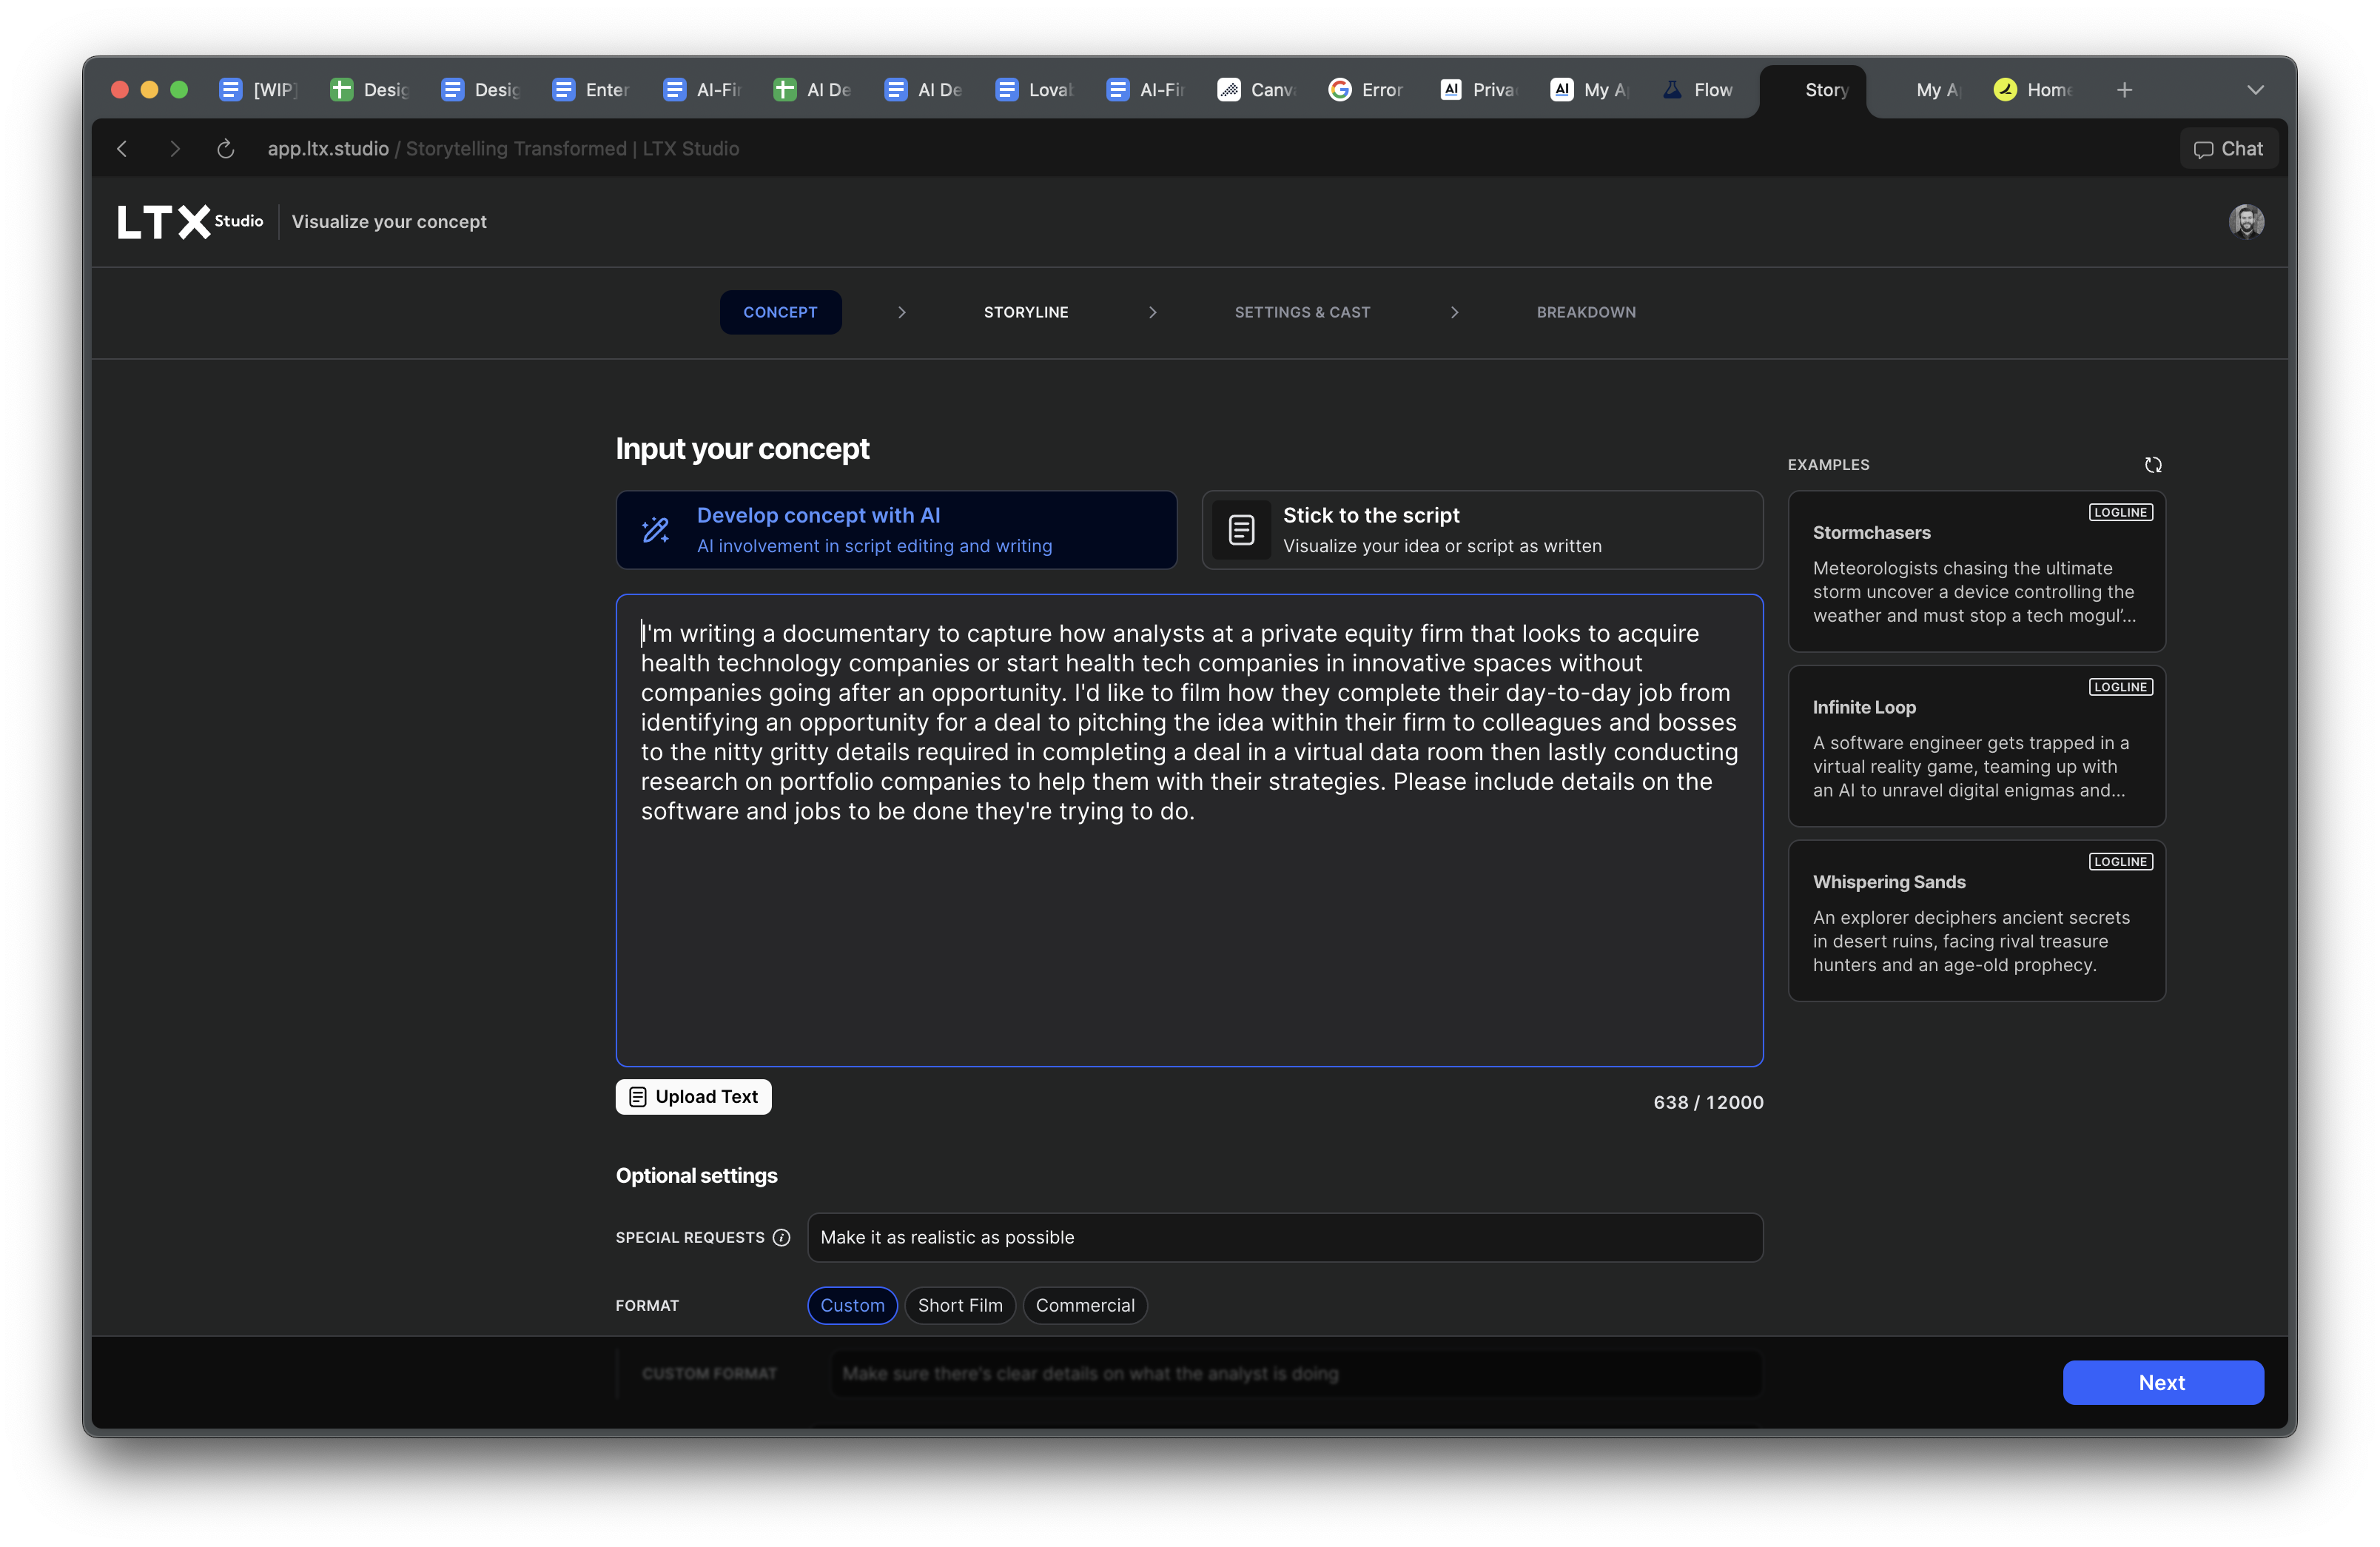 [WIP]
Desig
Desig
Enter
AI-Fir
AI De
AI De
Lovab
AI-Fir
Canva
Error
Priva
My A
Flow
Story
My A
Home
app.ltx.studio / Storytelling Transformed | LTX Studio
Chat
LTX Studio
Visualize your concept
CONCEPT
STORYLINE
SETTINGS & CAST
BREAKDOWN
Input your concept
Develop concept with AI
AI involvement in script editing and writing
Stick to the script
Visualize your idea or script as written
I'm writing a documentary to capture how analysts at a private equity firm that looks to acquire
health technology companies or start health tech companies in innovative spaces without
companies going after an opportunity. I'd like to film how they complete their day-to-day job from
identifying an opportunity for a deal to pitching the idea within their firm to colleagues and bosses
to the nitty gritty details required in completing a deal in a virtual data room then lastly conducting
research on portfolio companies to help them with their strategies. Please include details on the
software and jobs to be done they're trying to do.
Upload Text
638 / 12000
EXAMPLES
LOGLINE
Stormchasers
Meteorologists chasing the ultimate
storm uncover a device controlling the
weather and must stop a tech mogul'...
LOGLINE
Infinite Loop
A software engineer gets trapped in a
virtual reality game, teaming up with
an AI to unravel digital enigmas and...
LOGLINE
Whispering Sands
An explorer deciphers ancient secrets
in desert ruins, facing rival treasure
hunters and an age-old prophecy.
Optional settings
SPECIAL REQUESTS
Make it as realistic as possible
FORMAT
Custom
Short Film
Commercial
CUSTOM FORMAT
Make sure there's clear details on what the analyst is doing
Next